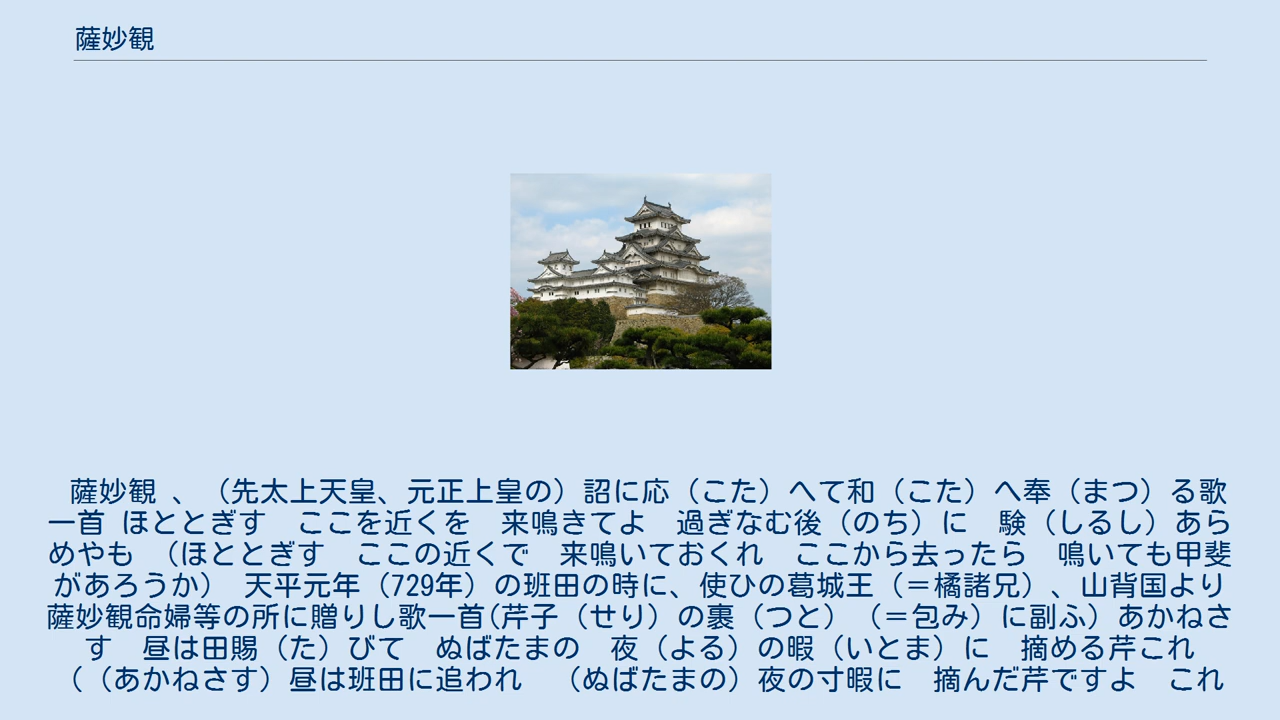 薩妙観
薩妙観 、（先太上天皇、元正上皇の）詔に応（こた）へて和（こた）へ奉（まつ）る歌
一首 ほととぎす　ここを近くを　来鳴きてよ　過ぎなむ後（のち）に　験（しるし）あら
めやも　（ほととぎす　ここの近くで　来鳴いておくれ　ここから去ったら　鳴いても甲斐
があろうか）　天平元年（729年）の班田の時に、使ひの葛城王（＝橘諸兄）、山背国より
薩妙観命婦等の所に贈りし歌一首(芹子（せり）の裹（つと）（＝包み）に副ふ）あかねさ
す　昼は田賜（た）びて　ぬばたまの　夜（よる）の暇（いとま）に　摘める芹これ
（（あかねさす）昼は班田に追われ　（ぬばたまの）夜の寸暇に　摘んだ芹ですよ　これ